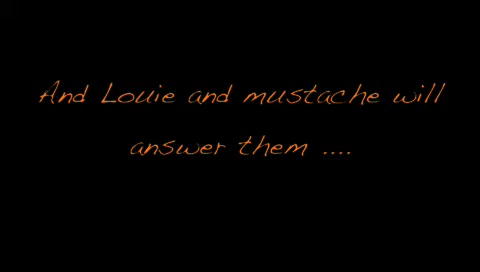 And Louie and mustache will
answer them ....